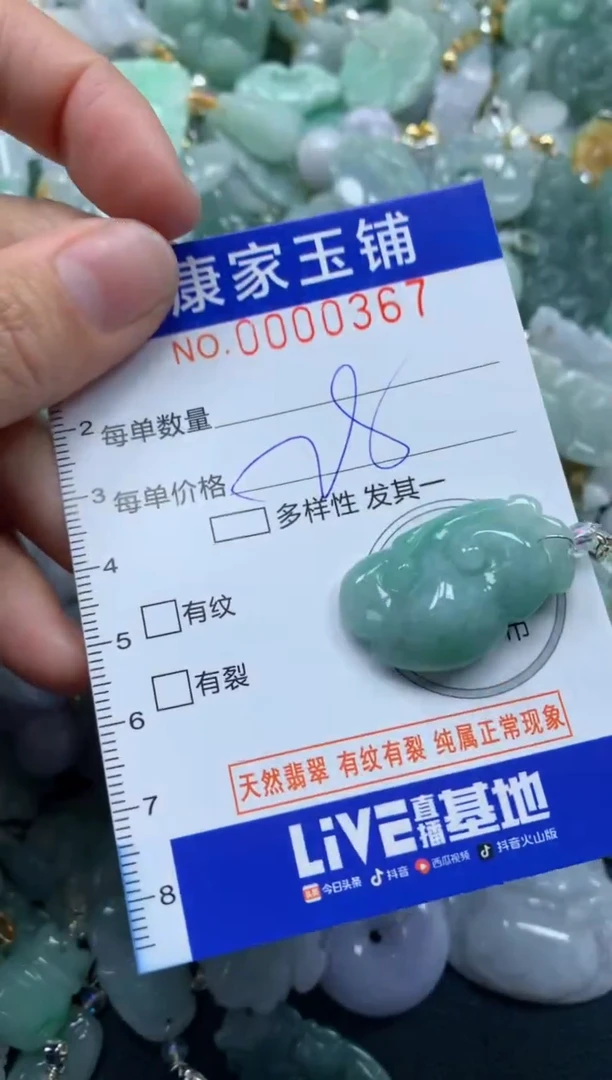 康家玉铺
NO.0000367
2 每单数量
3 每单价格
多样性 发其一
4
有纹
5
币
有裂
6
天然翡翠 有纹有裂 纯属正常现象
7
LiVE直播基地
8
今日头条 抖音 西瓜视频 抖音火山版